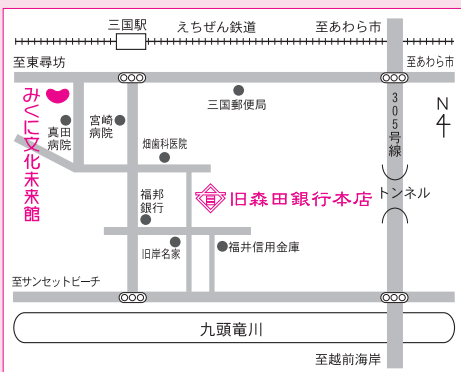 三国駅
えちぜん鉄道
至あわら市
至東尋坊
至あわら市
みくに文化未来館
真田
病院
宮崎
病院
三国郵便局
305号線
N
畑歯科医院
福邦
銀行
旧森田銀行本店
トンネル
旧岸名家
福井信用金庫
至サンセットビーチ
九頭竜川
至越前海岸